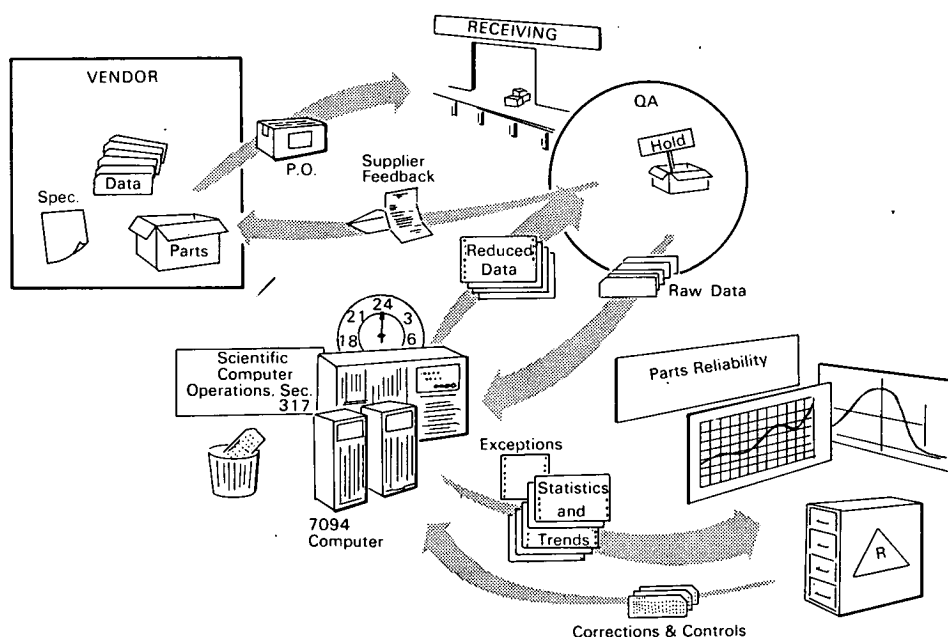 RECEIVING
VENDOR
QA
Hold
Data
P.O.
Supplier
Feedback
Spec.
Parts
Reduced
Data
Raw Data
24
21
3
18
6
Scientific
Computer
Operations. Sec.
317
Parts Reliability
Exceptions
Statistics
and
Trends
7094
Computer
R
Corrections & Controls